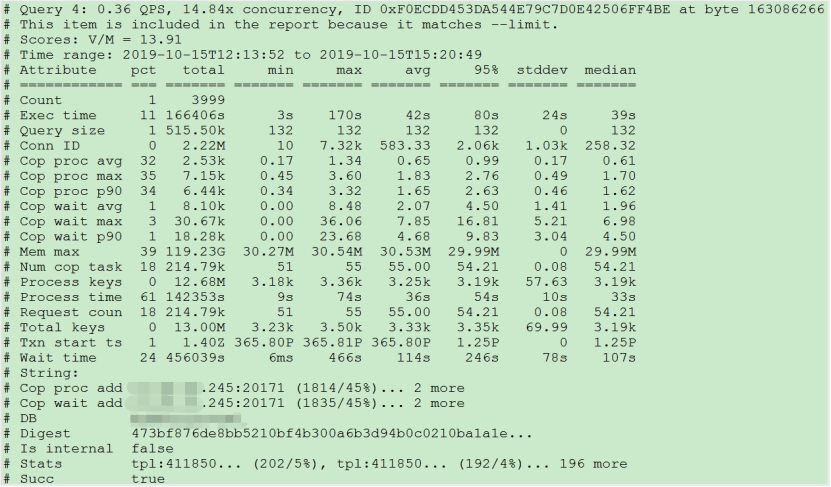 # Query 4: 0.36 QPS, 14.84x concurrency, ID 0xF0ECDD453DA544E79C7D0E42506FF4BE at byte 163086266
# This item is included in the report because it matches --limit.
# Scores: V/M = 13.91
# Time range: 2019-10-15T12:13:52 to 2019-10-15T15:20:49
# Attribute    pct   total     min     max     avg     95%  stddev  median
# ============ === ======= ======= ======= ======= ======= ======= =======
# Count          1    3999
# Exec time     11 166406s      3s    170s     42s     80s     24s     39s
# Query size     1 515.50k     132     132     132     132       0     132
# Conn ID        0   2.22M      10   7.32k  583.33   2.06k   1.03k  258.32
# Cop proc avg  32   2.53k    0.17    1.34    0.65    0.99    0.17    0.61
# Cop proc max  35   7.15k    0.45    3.60    1.83    2.76    0.49    1.70
# Cop proc p90  34   6.44k    0.34    3.32    1.65    2.63    0.46    1.62
# Cop wait avg   1   8.10k    0.00    8.48    2.07    4.50    1.41    1.96
# Cop wait max   3  30.67k    0.00   36.06    7.85   16.81    5.21    6.98
# Cop wait p90   1  18.28k    0.00   23.68    4.68    9.83    3.04    4.50
# Mem max       39 119.23G  30.27M  30.54M  30.53M  29.99M       0  29.99M
# Num cop task  18 214.79k      51      55   55.00   54.21    0.08   54.21
# Process keys   0  12.68M   3.18k   3.36k   3.25k   3.19k   57.63   3.19k
# Process time  61 142353s      9s     74s     36s     54s     10s     33s
# Request coun  18 214.79k      51      55   55.00   54.21    0.08   54.21
# Total keys     0  13.00M   3.23k   3.50k   3.33k   3.35k   69.99   3.19k
# Txn start ts   1   1.40Z 365.80P 365.81P 365.80P   1.25P       0   1.25P
# Wait time     24 456039s     6ms    466s    114s    246s     78s    107s
# String:
# Cop proc add .245:20171 (1814/45%)... 2 more
# Cop wait add .245:20171 (1835/45%)... 2 more
# DB
# Digest       473bf876de8bb5210bf4b300a6b3d94b0c0210ba1a1e...
# Is internal  false
# Stats        tpl:411850... (202/5%), tpl:411850... (192/4%)... 196 more
# Succ         true